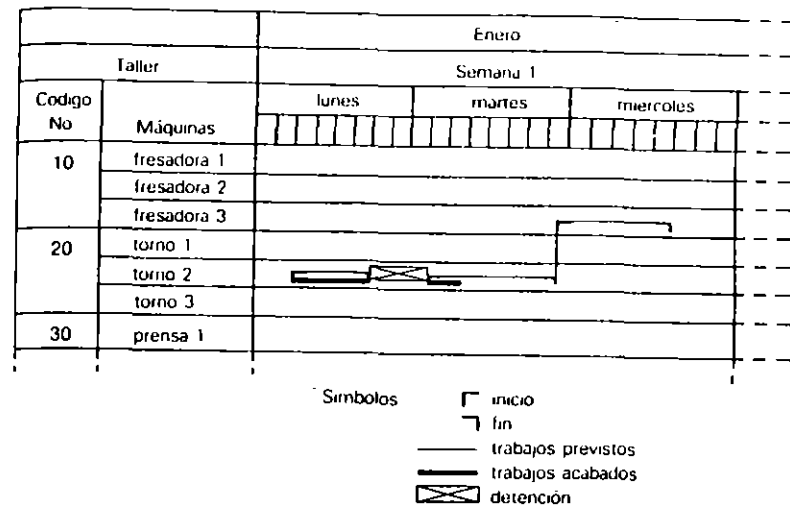 Enero
Taller
Semana 1
Codigo
No
Máquinas
lunes
martes
miercoles
10
fresadora 1
fresadora 2
fresadora 3
20
torno 1
torno 2
torno 3
30
prensa 1
Simbolos
inicio
fin
trabajos previstos
trabajos acabados
detención